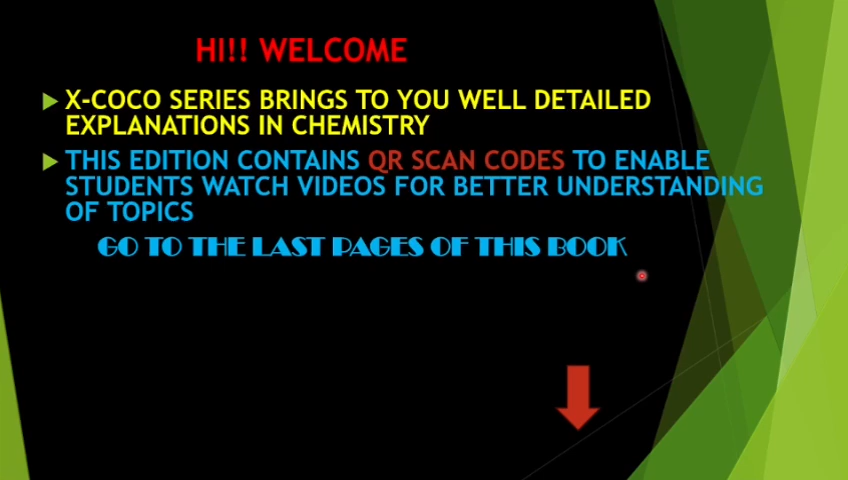 HI!! WELCOME
X-COCO SERIES BRINGS TO YOU WELL DETAILED
EXPLANATIONS IN CHEMISTRY
THIS EDITION CONTAINS QR SCAN CODES TO ENABLE
STUDENTS WATCH VIDEOS FOR BETTER UNDERSTANDING
OF TOPICS
GO TO THE LAST PAGES OF THIS BOOK